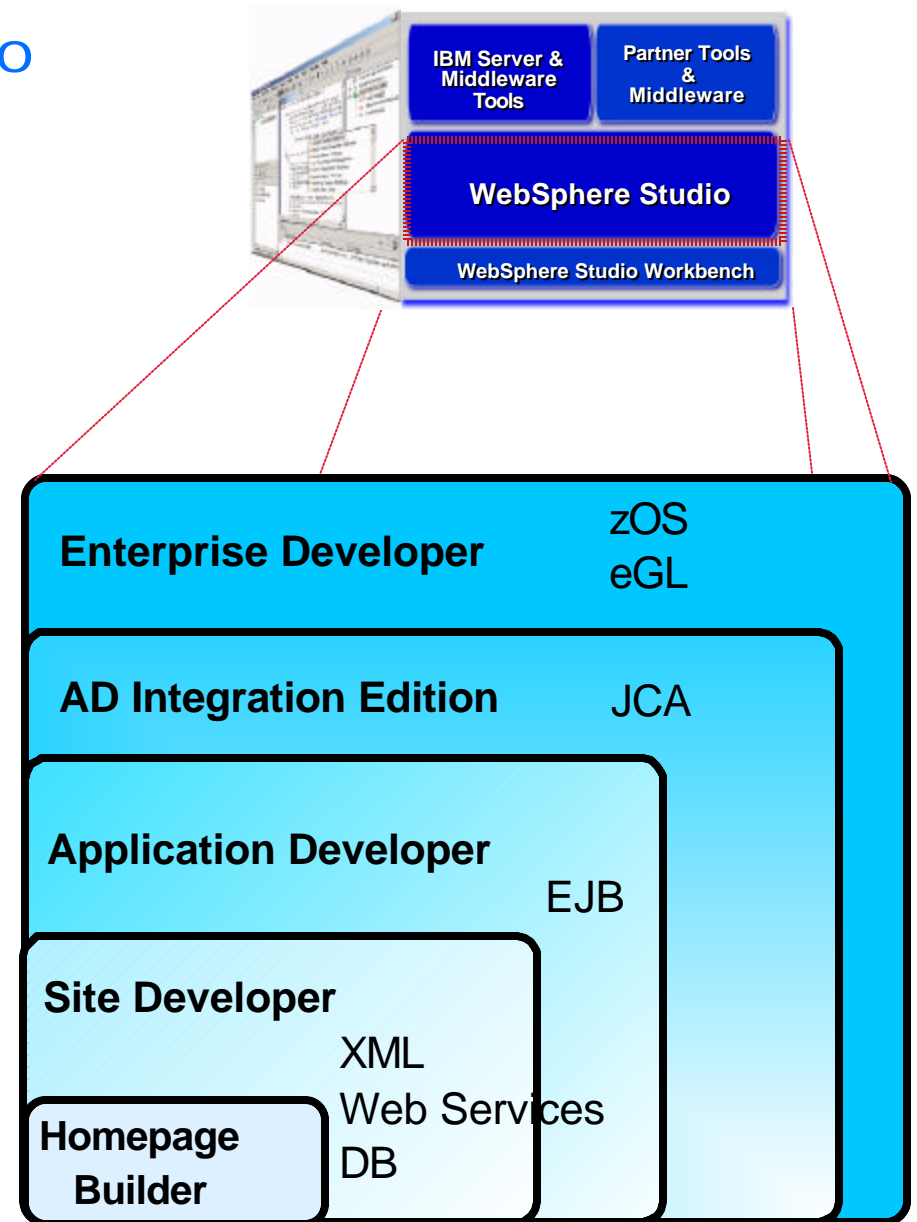 o
IBM Server &
Middleware
Tools
Partner Tools
&
Middleware
WebSphere Studio
WebSphere Studio Workbench
Enterprise Developer
zOS
eGL
AD Integration Edition
JCA
Application Developer
EJB
Site Developer
XML
Web Services
DB
Homepage
Builder